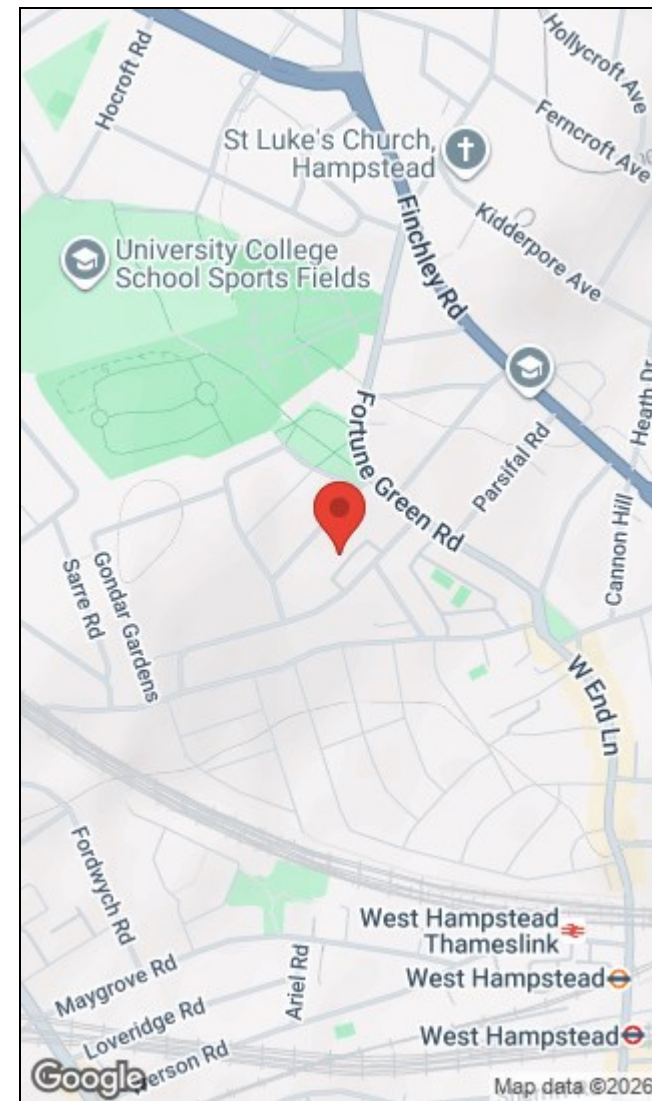 Hocroft Rd
Hollycroft Ave
Ferncroft Ave
St Luke's Church,
Hampstead
Kidderpore Ave
Finchley Rd
University College
School Sports Fields
Heath Dr
Fortune Green Rd
Parsifal Rd
Cannon Hill
Sarre Rd
Gondar Gardens
W End Ln
Fordwych Rd
West Hampstead
Thameslink
Ariel Rd
Maygrove Rd
West Hampstead
Loveridge Rd
West Hampstead
erson Rd
Google
Map data ©2026